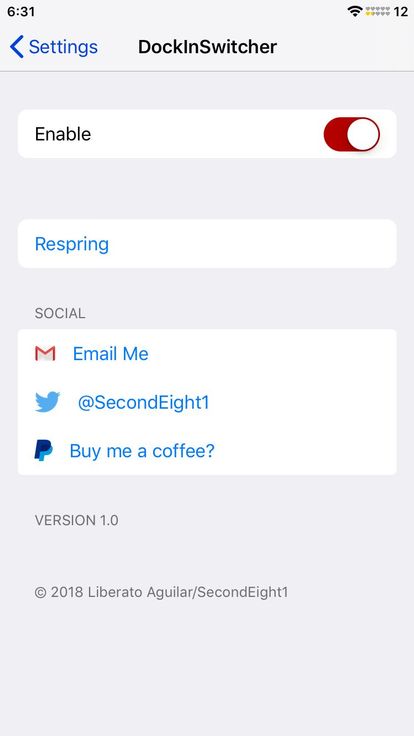 6:31
12
Settings
DockInSwitcher
Enable
Respring
SOCIAL
Email Me
@SecondEight1
Buy me a coffee?
VERSION 1.0
© 2018 Liberato Aguilar/SecondEight1